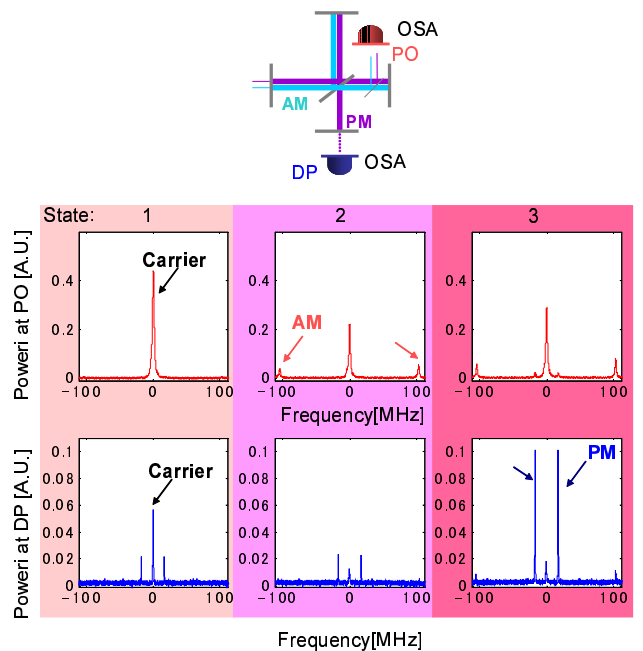 OSA
PO
AM
PM
DP
OSA
State: 1 2 3
Poweri at PO [A.U.]
0.4
0.2
0
-100 0 100
Carrier
0.4
0.2
0
-100 0 100
AM
0.4
0.2
0
-100 0 100
Frequency[MHz]
Poweri at DP [A.U.]
0.1
0.08
0.06
0.04
0.02
0
-100 0 100
Carrier
0.1
0.08
0.06
0.04
0.02
0
-100 0 100
0.1
0.08
0.06
0.04
0.02
0
-100 0 100
PM
Frequency[MHz]